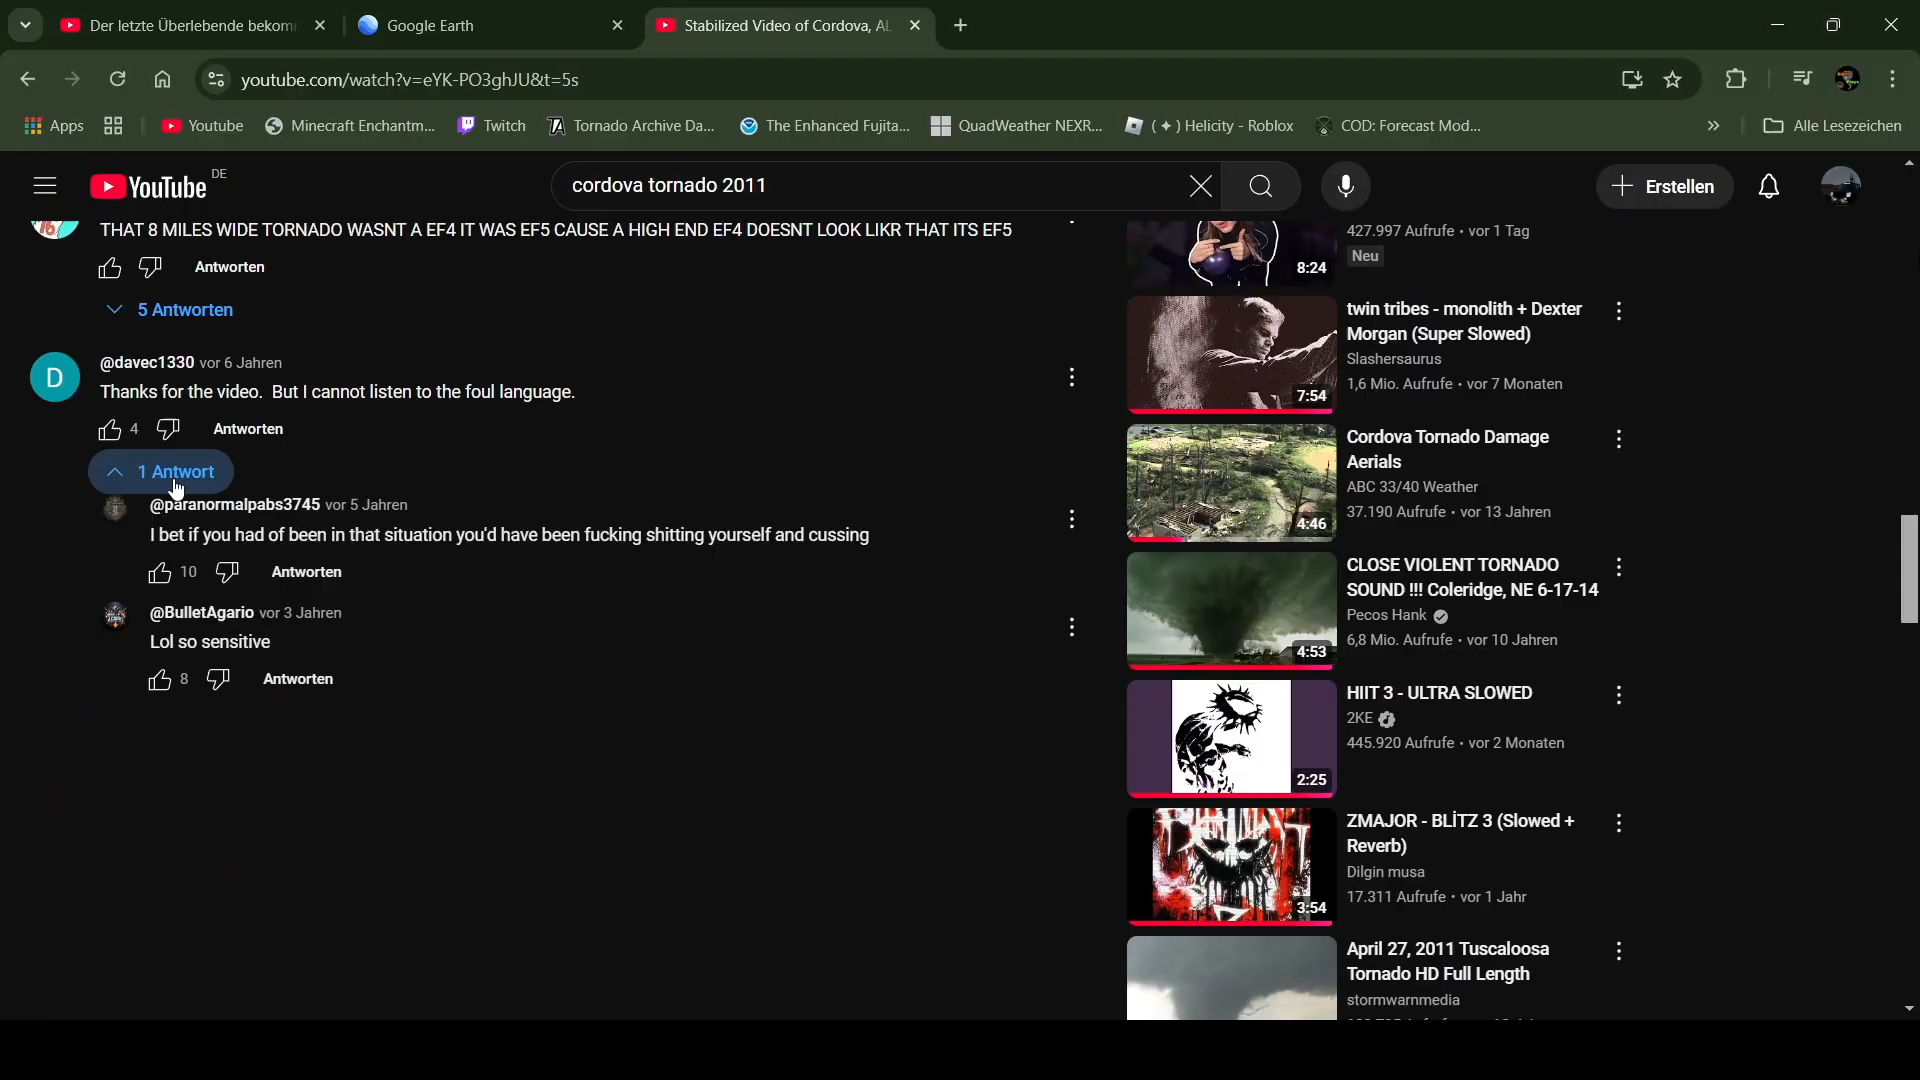 Der letzte Überlebende bekomm
Google Earth
Stabilized Video of Cordova, AL
youtube.com/watch?v=eYK-PO3ghJU&t=5s
Apps
Youtube
Minecraft Enchantm...
Twitch
Tornado Archive Da...
The Enhanced Fujita...
QuadWeather NEXR...
(✦) Helicity - Roblox
COD: Forecast Mod...
Alle Lesezeichen
YouTube DE
cordova tornado 2011
Erstellen
THAT 8 MILES WIDE TORNADO WASNT A EF4 IT WAS EF5 CAUSE A HIGH END EF4 DOESNT LOOK LIKR THAT ITS EF5
Antworten
5 Antworten
@davec1330 vor 6 Jahren
Thanks for the video. But I cannot listen to the foul language.
4 Antworten
1 Antwort
@paranormalpabs3745 vor 5 Jahren
I bet if you had of been in that situation you'd have been fucking shitting yourself and cussing
10 Antworten
@BulletAgario vor 3 Jahren
Lol so sensitive
8 Antworten
427.997 Aufrufe • vor 1 Tag
Neu
8:24
twin tribes - monolith + Dexter
Morgan (Super Slowed)
Slashersaurus
1,6 Mio. Aufrufe • vor 7 Monaten
7:54
Cordova Tornado Damage
Aerials
ABC 33/40 Weather
37.190 Aufrufe • vor 13 Jahren
4:46
CLOSE VIOLENT TORNADO
SOUND !!! Coleridge, NE 6-17-14
Pecos Hank
6,8 Mio. Aufrufe • vor 10 Jahren
4:53
HIIT 3 - ULTRA SLOWED
2KE
445.920 Aufrufe • vor 2 Monaten
2:25
ZMAJOR - BLİTZ 3 (Slowed +
Reverb)
Dilgin musa
17.311 Aufrufe • vor 1 Jahr
3:54
April 27, 2011 Tuscaloosa
Tornado HD Full Length
stormwarnmedia